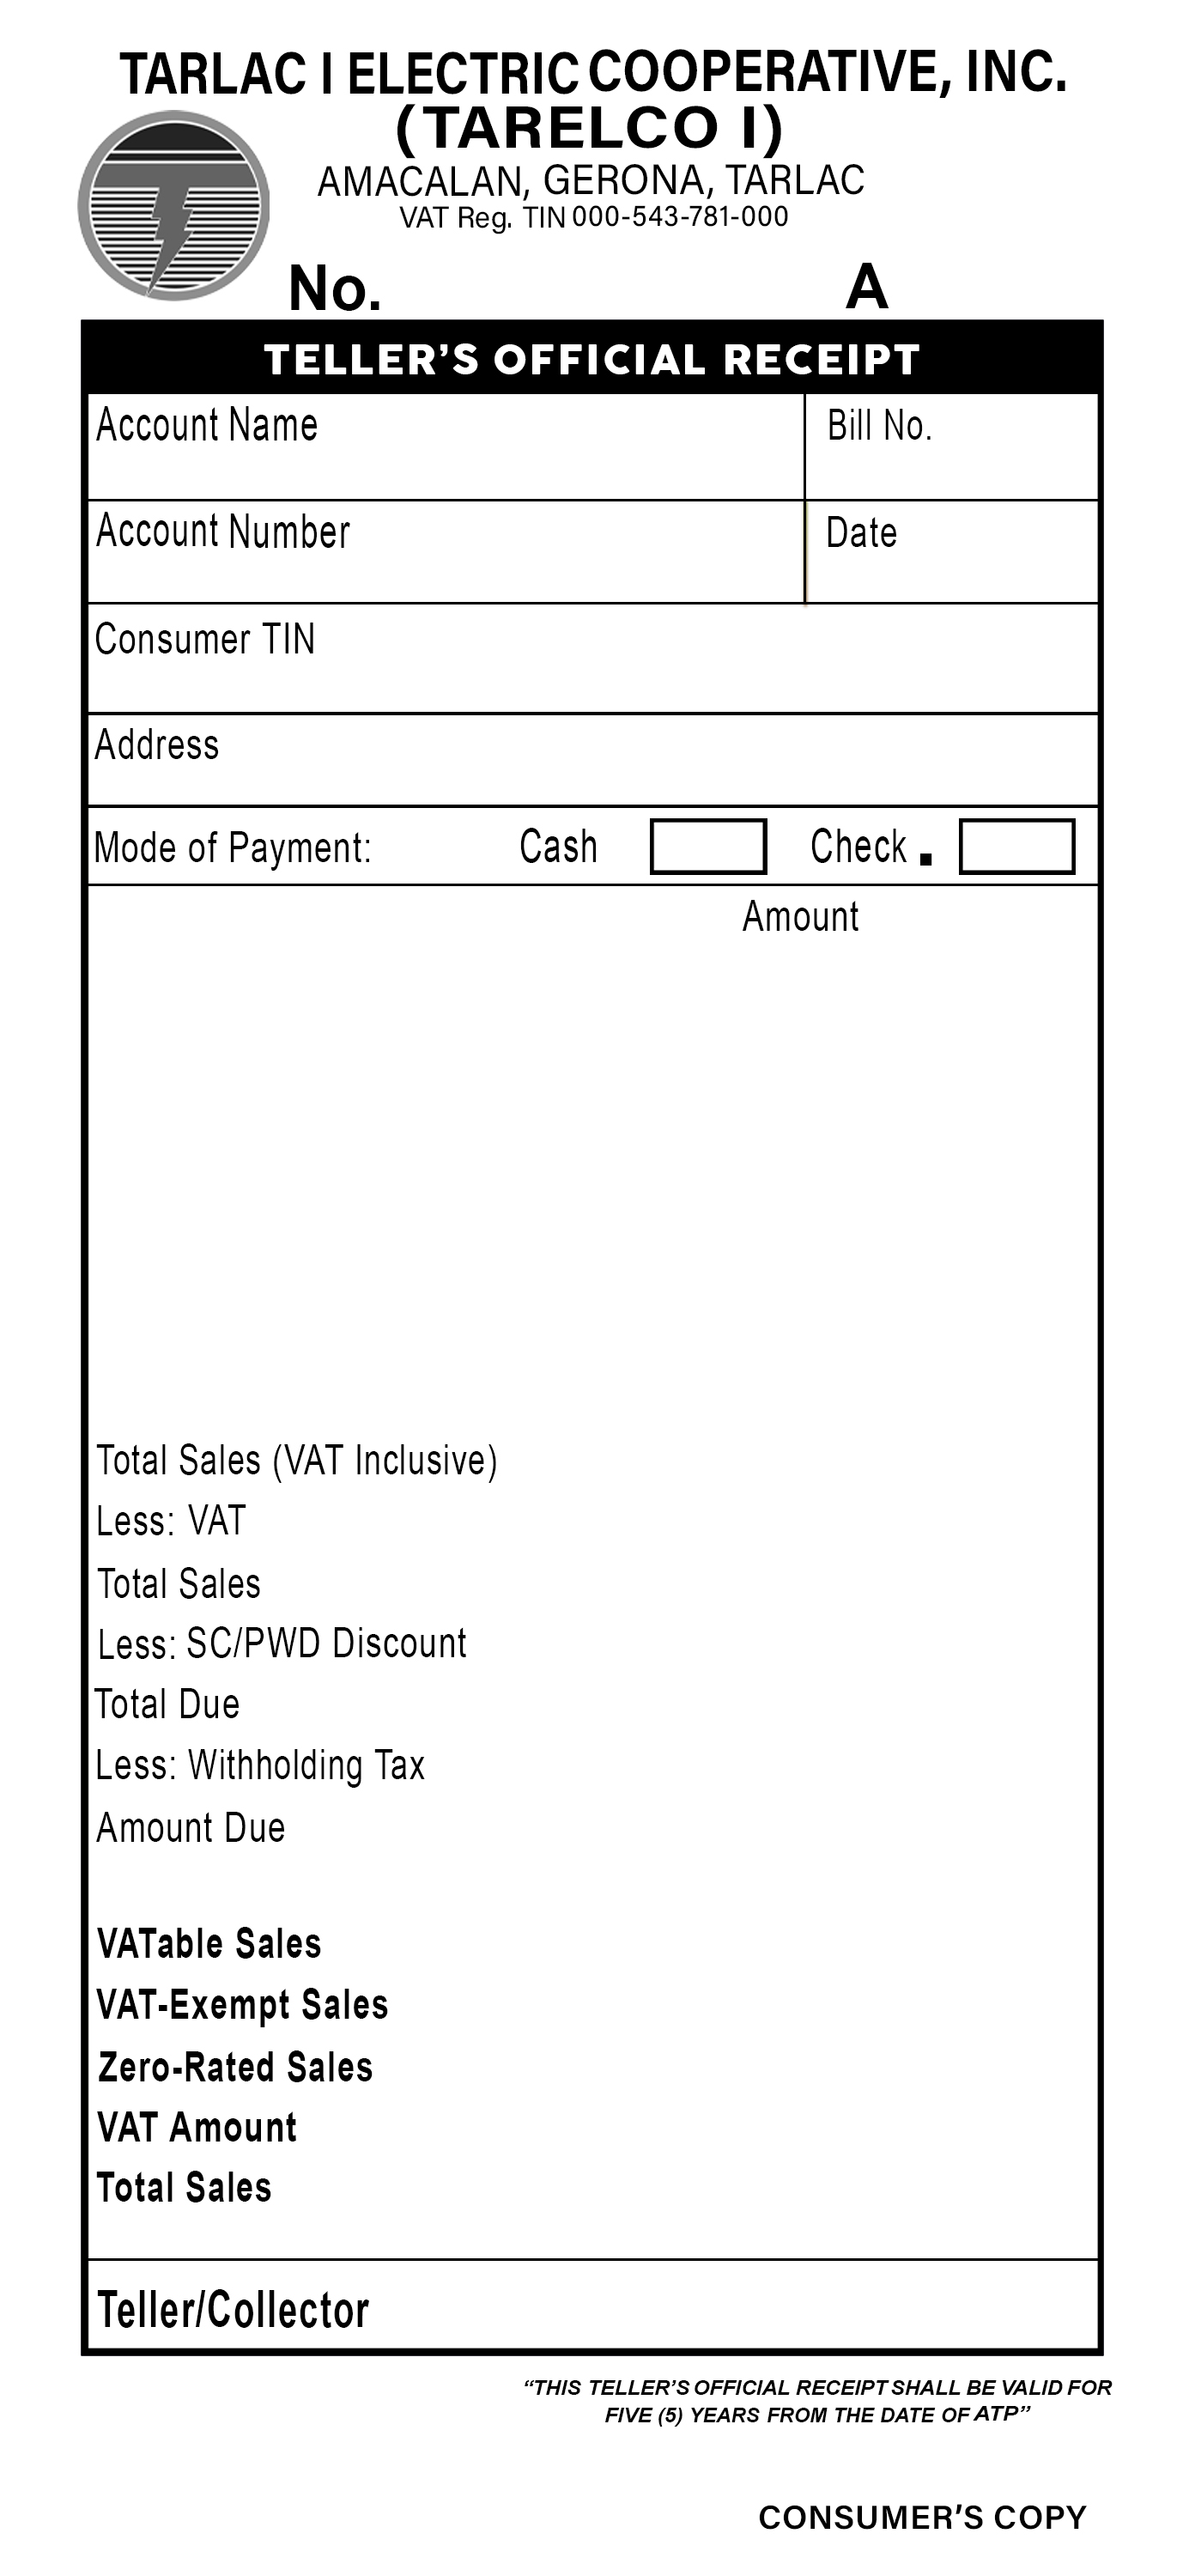 TARLAC I ELECTRIC COOPERATIVE, INC.
(TARELCO I)
AMACALAN, GERONA, TARLAC
VAT Reg. TIN 000-543-781-000
No. A
TELLER’S OFFICIAL RECEIPT
Account Name Bill No.
Account Number Date
Consumer TIN
Address
Mode of Payment: Cash Check .
Amount
Total Sales (VAT Inclusive)
Less: VAT
Total Sales
Less: SC/PWD Discount
Total Due
Less: Withholding Tax
Amount Due
VATable Sales
VAT-Exempt Sales
Zero-Rated Sales
VAT Amount
Total Sales
Teller/Collector
“THIS TELLER’S OFFICIAL RECEIPT SHALL BE VALID FOR
FIVE (5) YEARS FROM THE DATE OF ATP”
CONSUMER’S COPY